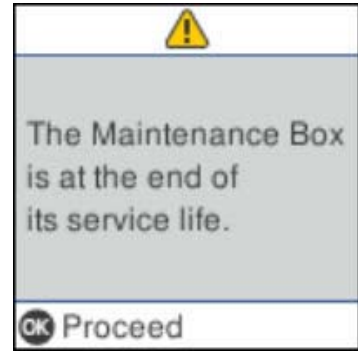 The Maintenance Box
is at the end of
its service life.
OK Proceed